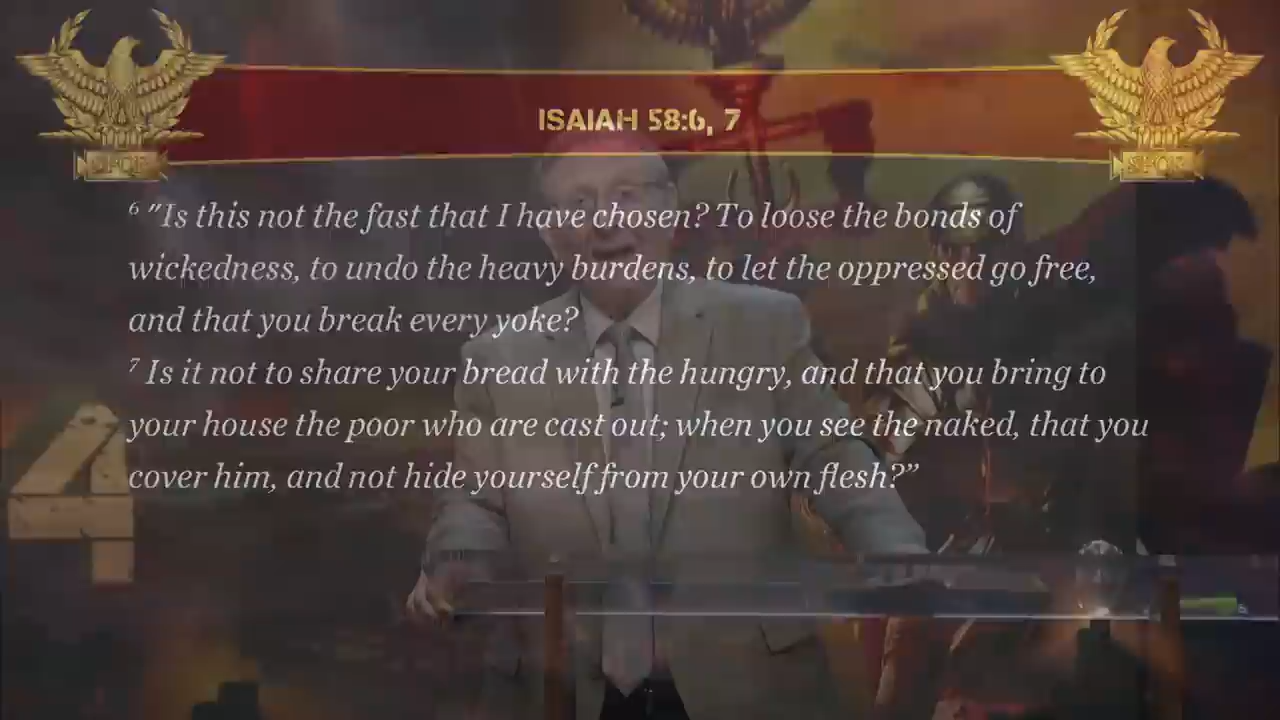 ISAIAH 58:6, 7
SPQR SPQR
⁶ "Is this not the fast that I have chosen? To loose the bonds of
wickedness, to undo the heavy burdens, to let the oppressed go free,
and that you break every yoke?
⁷ Is it not to share your bread with the hungry, and that you bring to
your house the poor who are cast out; when you see the naked, that you
cover him, and not hide yourself from your own flesh?”
4